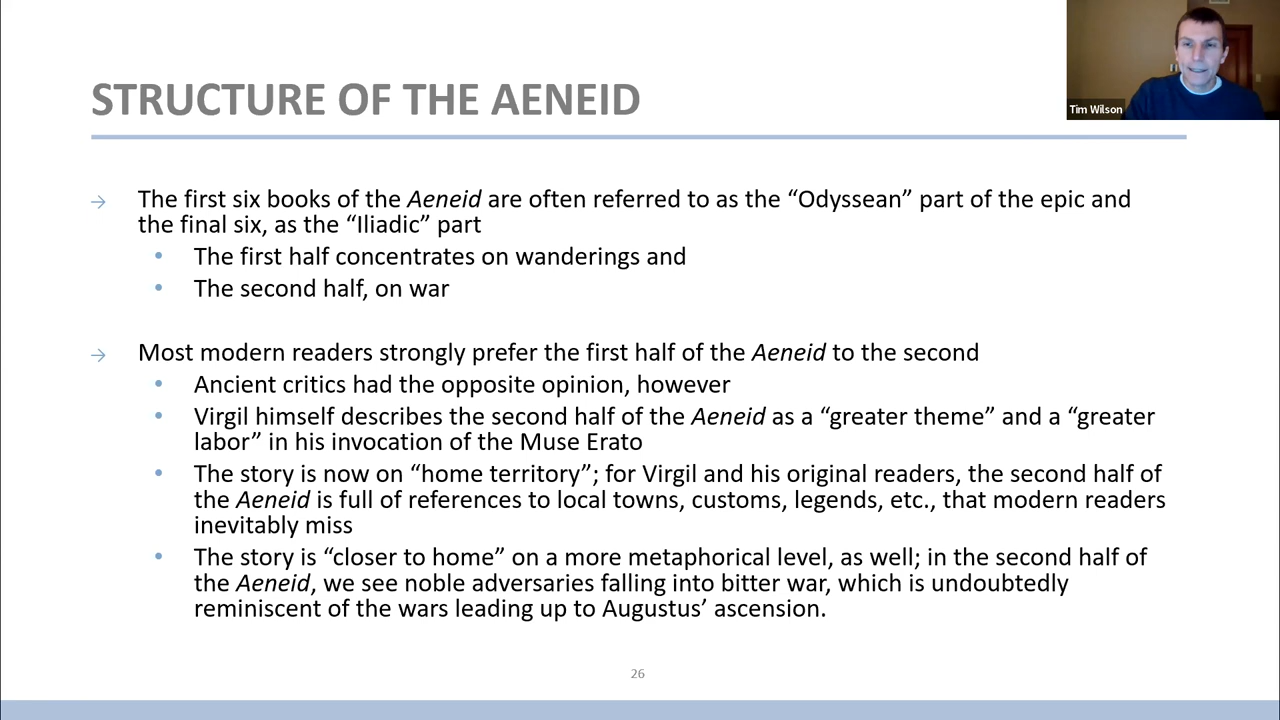 STRUCTURE OF THE AENEID
Tim Wilson
→ The first six books of the Aeneid are often referred to as the “Odyssean” part of the epic and
the final six, as the “Iliadic” part
• The first half concentrates on wanderings and
• The second half, on war
→ Most modern readers strongly prefer the first half of the Aeneid to the second
• Ancient critics had the opposite opinion, however
• Virgil himself describes the second half of the Aeneid as a “greater theme” and a “greater
labor” in his invocation of the Muse Erato
• The story is now on “home territory”; for Virgil and his original readers, the second half of
the Aeneid is full of references to local towns, customs, legends, etc., that modern readers
inevitably miss
• The story is “closer to home” on a more metaphorical level, as well; in the second half of
the Aeneid, we see noble adversaries falling into bitter war, which is undoubtedly
reminiscent of the wars leading up to Augustus’ ascension.
26